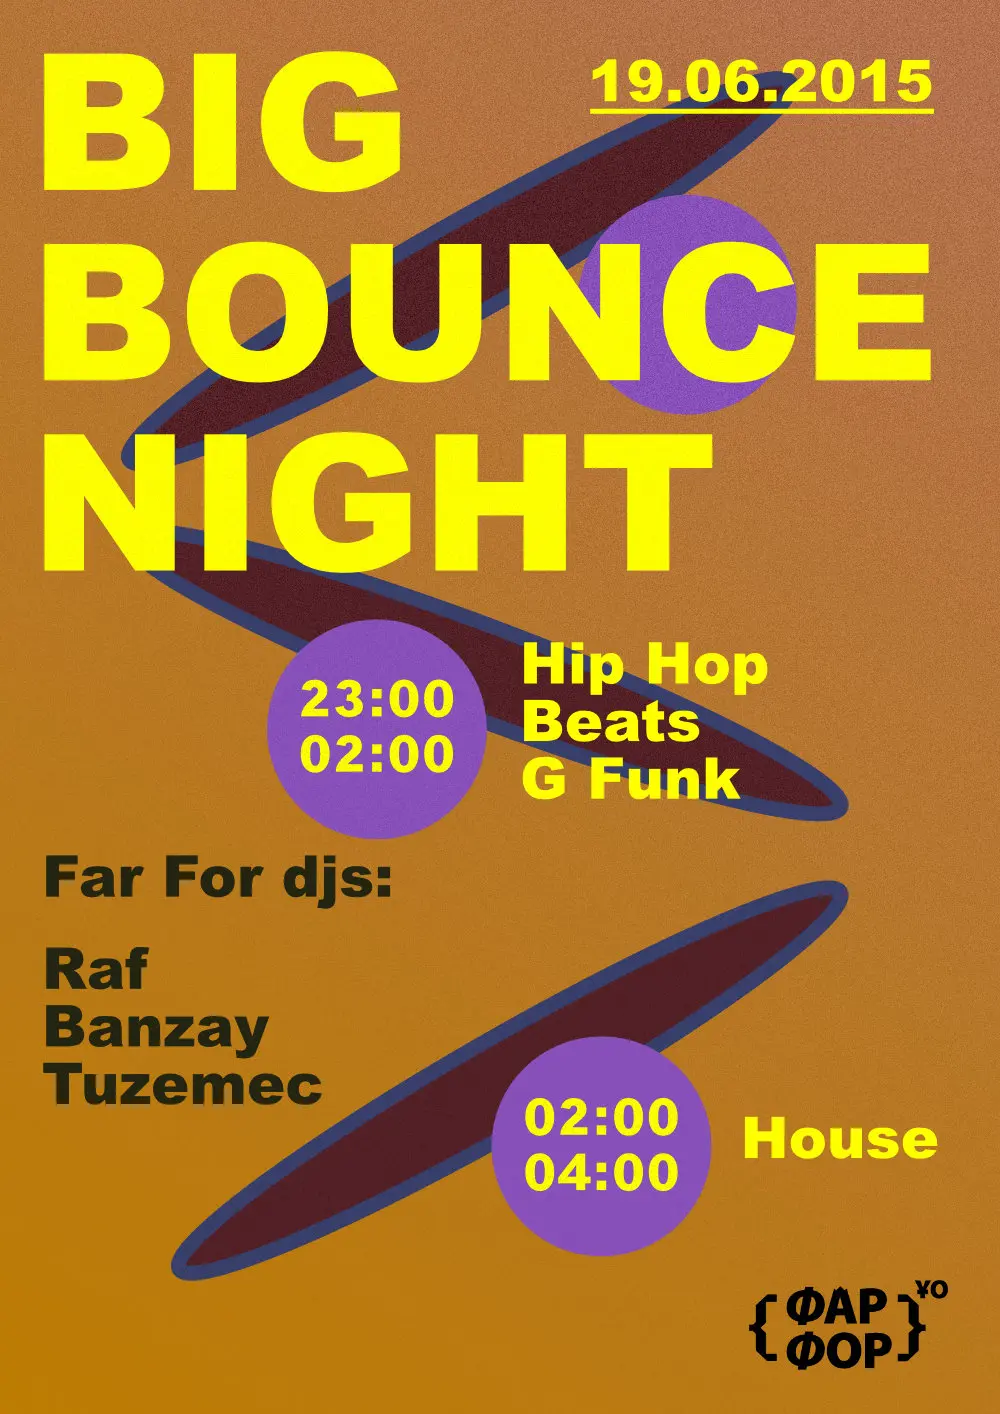 BIG
19.06.2015
BOUNCE
NIGHT
23:00
02:00
Hip Hop
Beats
G Funk
Far For djs:
Raf
Banzay
Tuzemec
02:00
04:00
House
{ФАР
ФОР}¥О